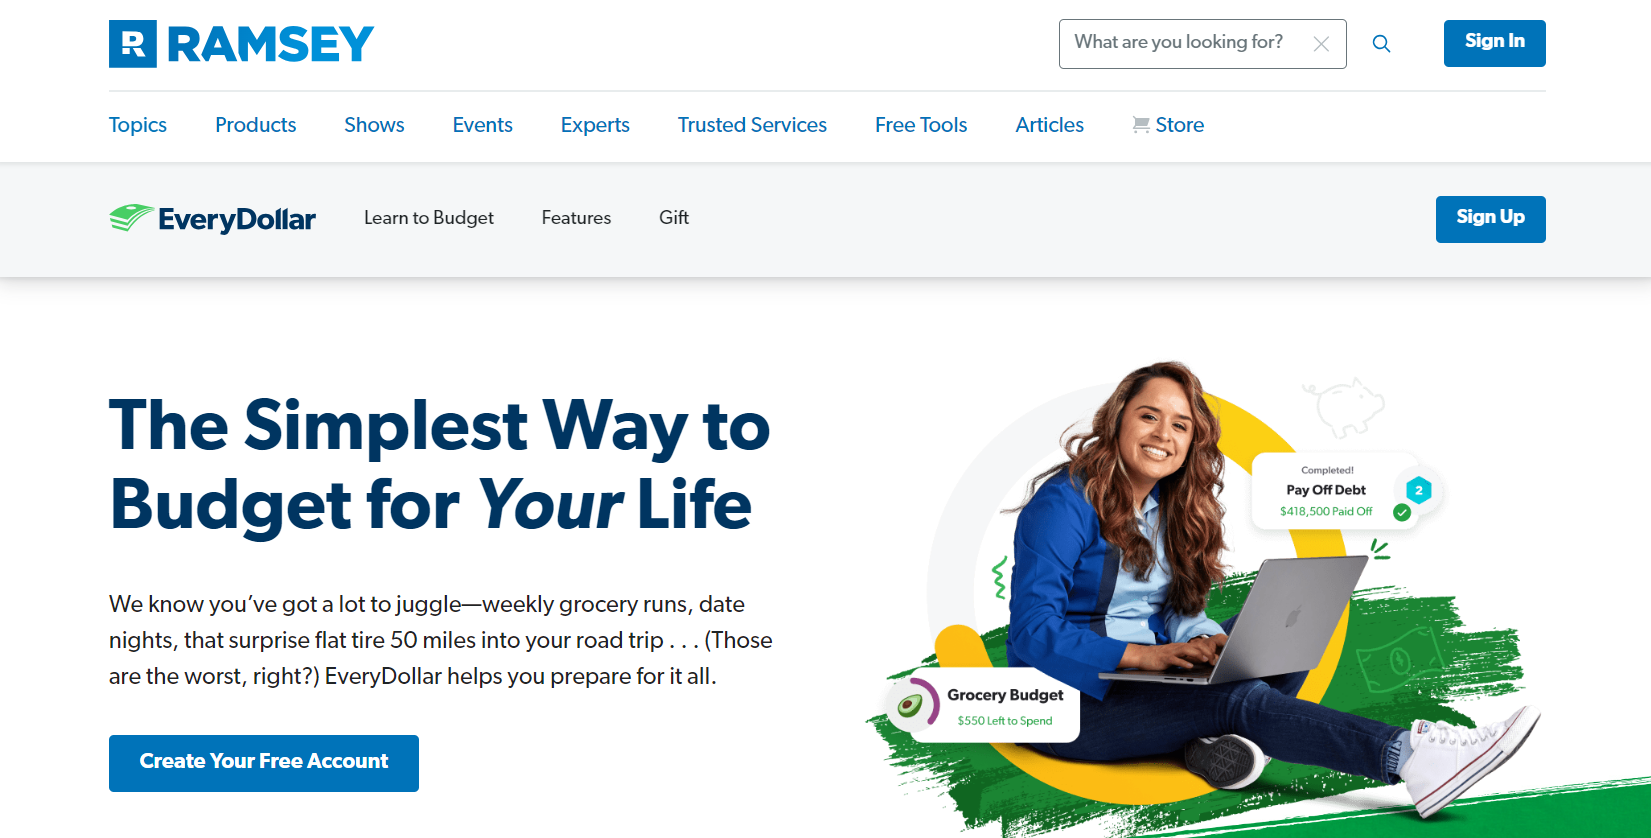 RAMSEY
What are you looking for?
Sign In
Topics
Products
Shows
Events
Experts
Trusted Services
Free Tools
Articles
Store
EveryDollar
Learn to Budget
Features
Gift
Sign Up
The Simplest Way to
Budget for Your Life
We know you’ve got a lot to juggle—weekly grocery runs, date
nights, that surprise flat tire 50 miles into your road trip . . . (Those
are the worst, right?) EveryDollar helps you prepare for it all.
Create Your Free Account
Completed!
Pay Off Debt
$418,500 Paid Off
2
Grocery Budget
$550 Left to Spend